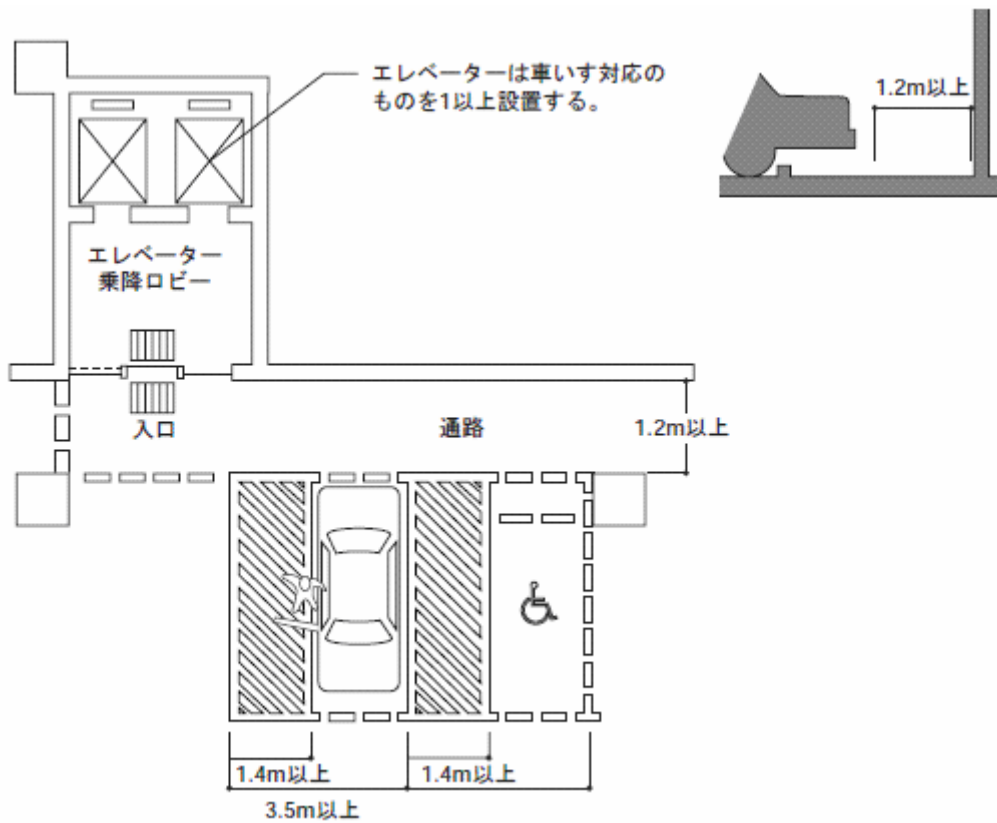 エレベーターは車いす対応の
ものを1以上設置する。
1.2m以上
エレベーター
乗降ロビー
入口
通路
1.2m以上
1.4m以上
1.4m以上
3.5m以上